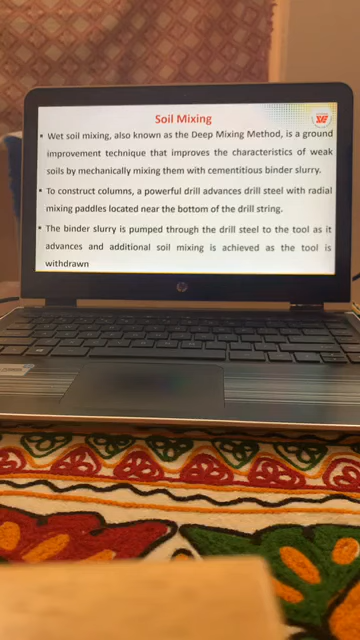 Soil Mixing
• Wet soil mixing, also known as the Deep Mixing Method, is a ground
improvement technique that improves the characteristics of weak
soils by mechanically mixing them with cementitious binder slurry.
• To construct columns, a powerful drill advances drill steel with radial
mixing paddles located near the bottom of the drill string.
• The binder slurry is pumped through the drill steel to the tool as it
advances and additional soil mixing is achieved as the tool is
withdrawn
hp